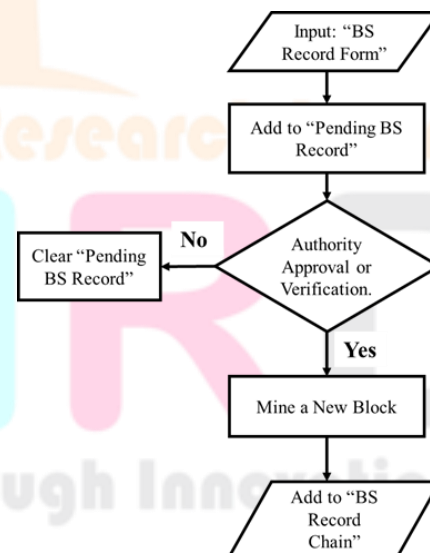 Input: “BS
Record Form”
Add to “Pending BS
Record”
No
Clear “Pending
BS Record”
Authority
Approval or
Verification.
Yes
Mine a New Block
Add to “BS
Record
Chain”